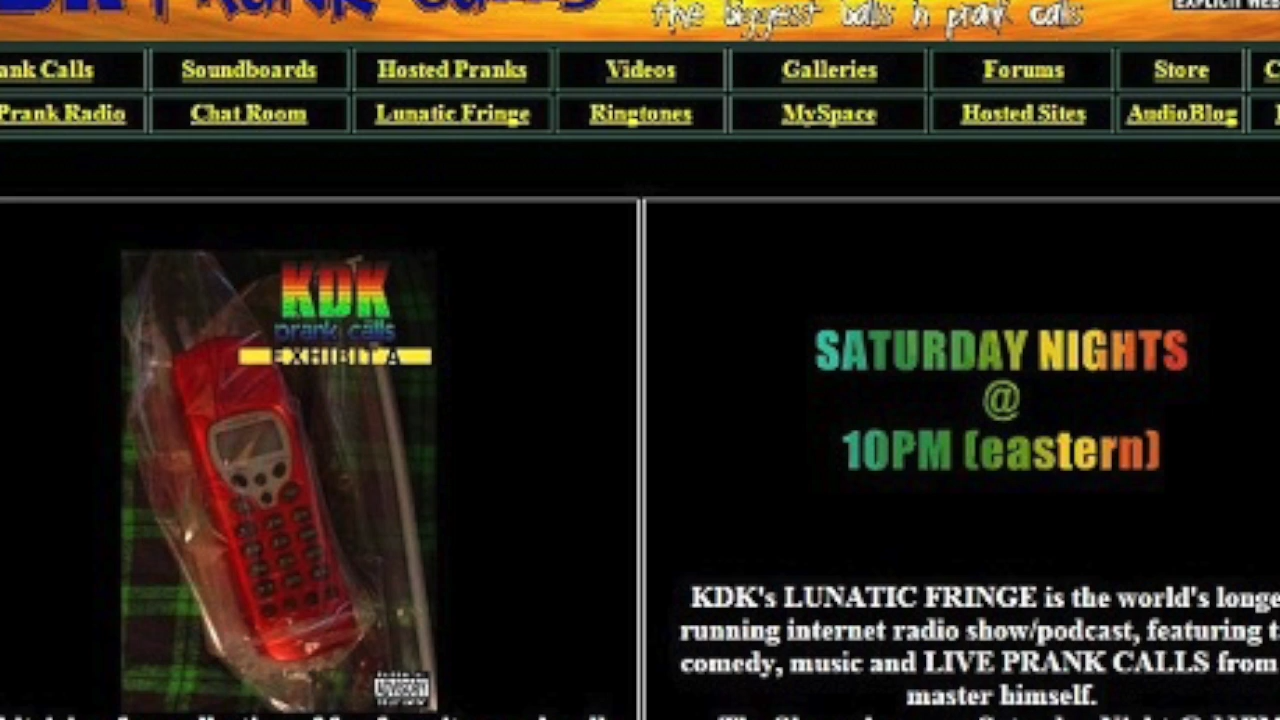 Prank Calls
the biggest balls in prank calls
ank Calls Soundboards Hosted Pranks Videos Galleries Forums Store C
Prank Radio Chat Room Lunatic Fringe Ringtones MySpace Hosted Sites AudioBlog
KDK
prank calls
EXHIBIT A
SATURDAY NIGHTS
@
10PM (eastern)
KDK's LUNATIC FRINGE is the world's longe
running internet radio show/podcast, featuring t
comedy, music and LIVE PRANK CALLS from
master himself.